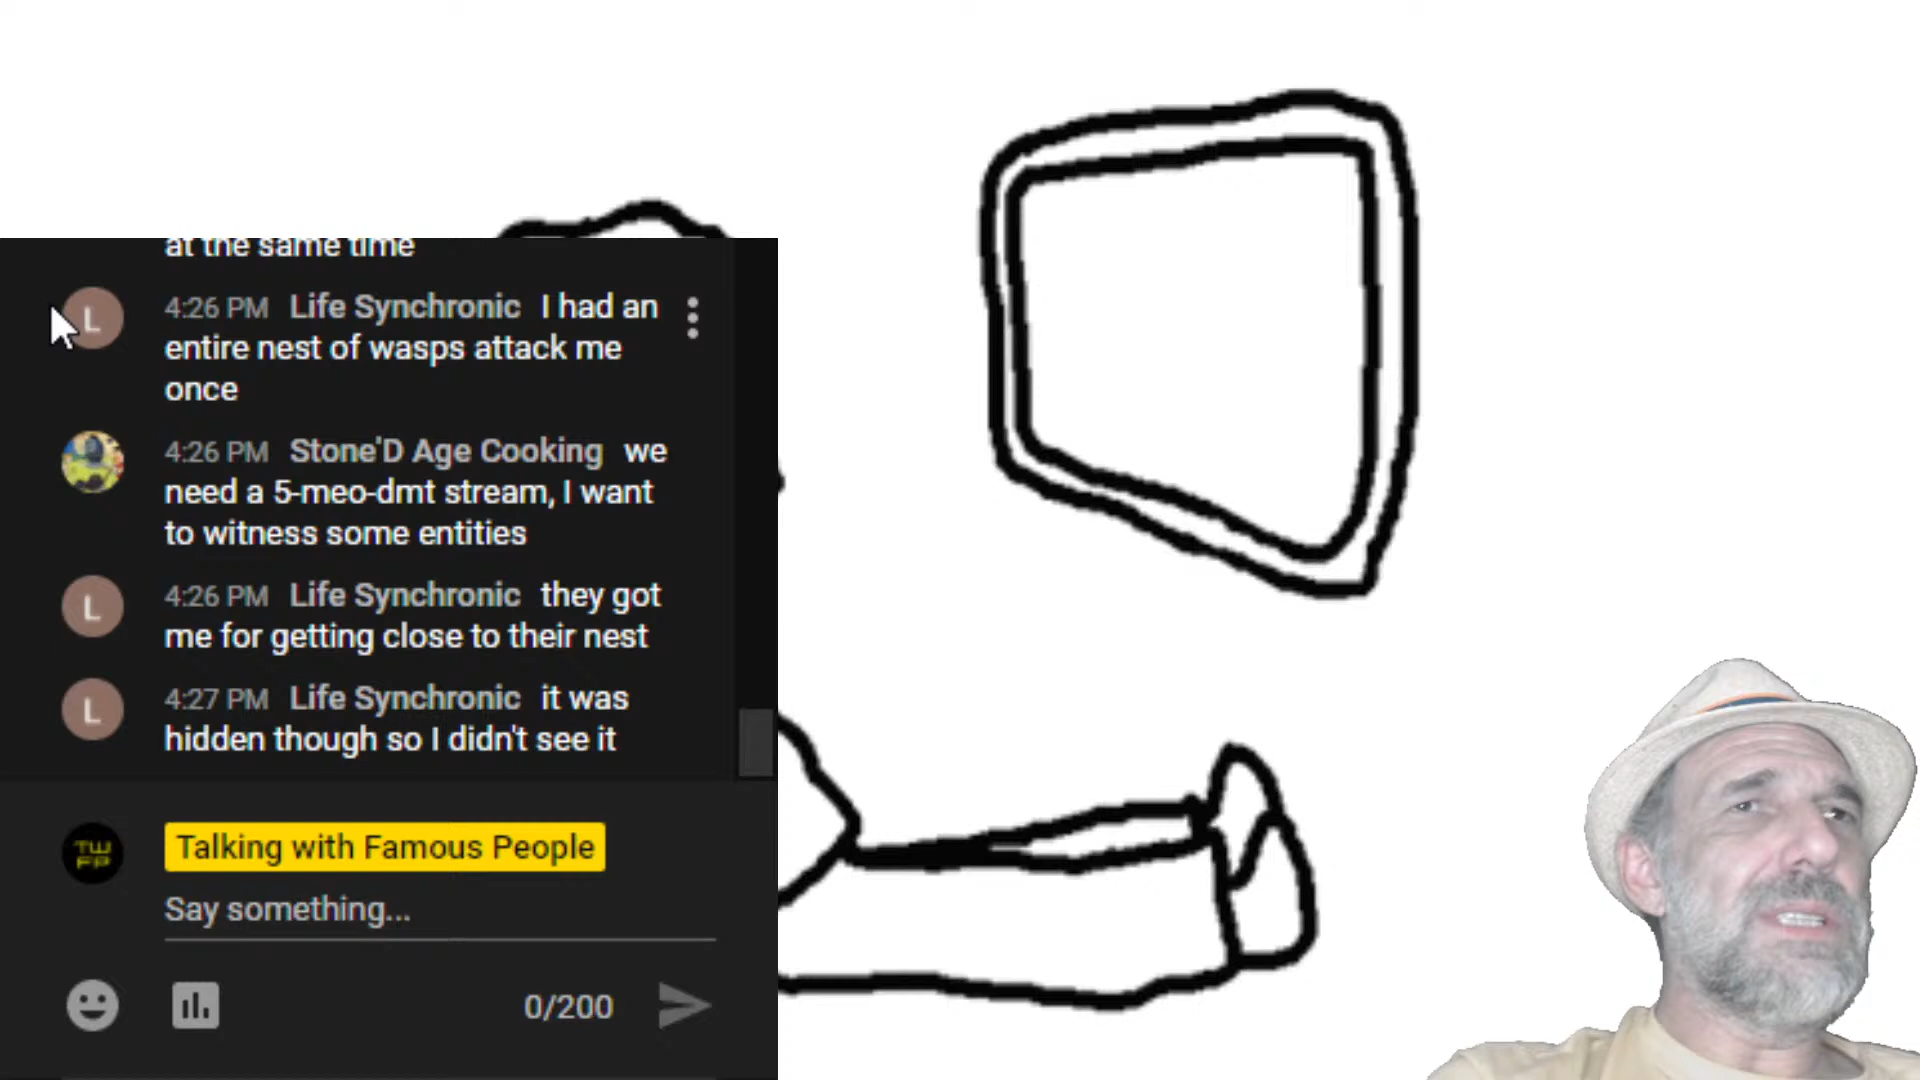 at the same time
L 4:26 PM Life Synchronic I had an
entire nest of wasps attack me
once
4:26 PM Stone'D Age Cooking we
need a 5-meo-dmt stream, I want
to witness some entities
L 4:26 PM Life Synchronic they got
me for getting close to their nest
L 4:27 PM Life Synchronic it was
hidden though so I didn't see it
TW
FP
Talking with Famous People
Say something...
0/200